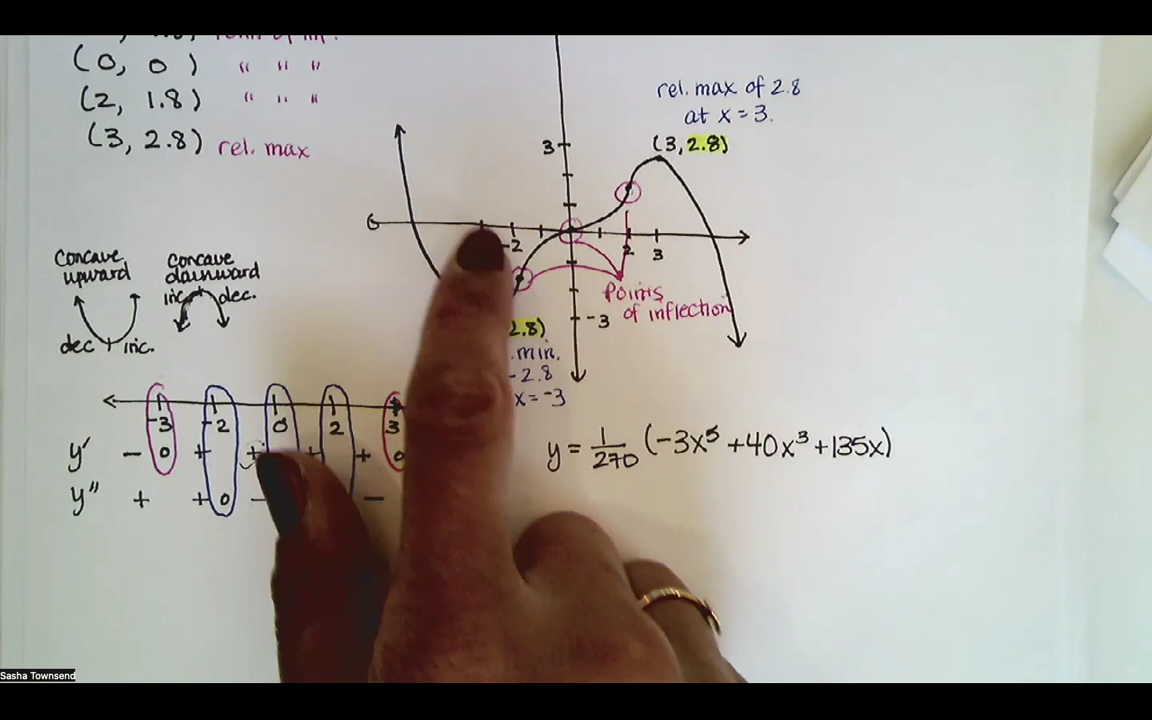 (0, 0) " " "
(2, 1.8) " " "
(3, 2.8) rel. max
rel. max of 2.8
at x = 3.
(3, 2.8)
3
-2
2
3
-3
Points
of inflection
2.8)
min.
-2.8
x = -3
Concave
upward
dec + inc.
Concave
downward
inc + dec.
-3 -2 0 2 3
y' - 0 + + + + 0
y'' + + 0 - -
y = 1/270 (-3x⁵ + 40x³ + 135x)
Sasha Townsend